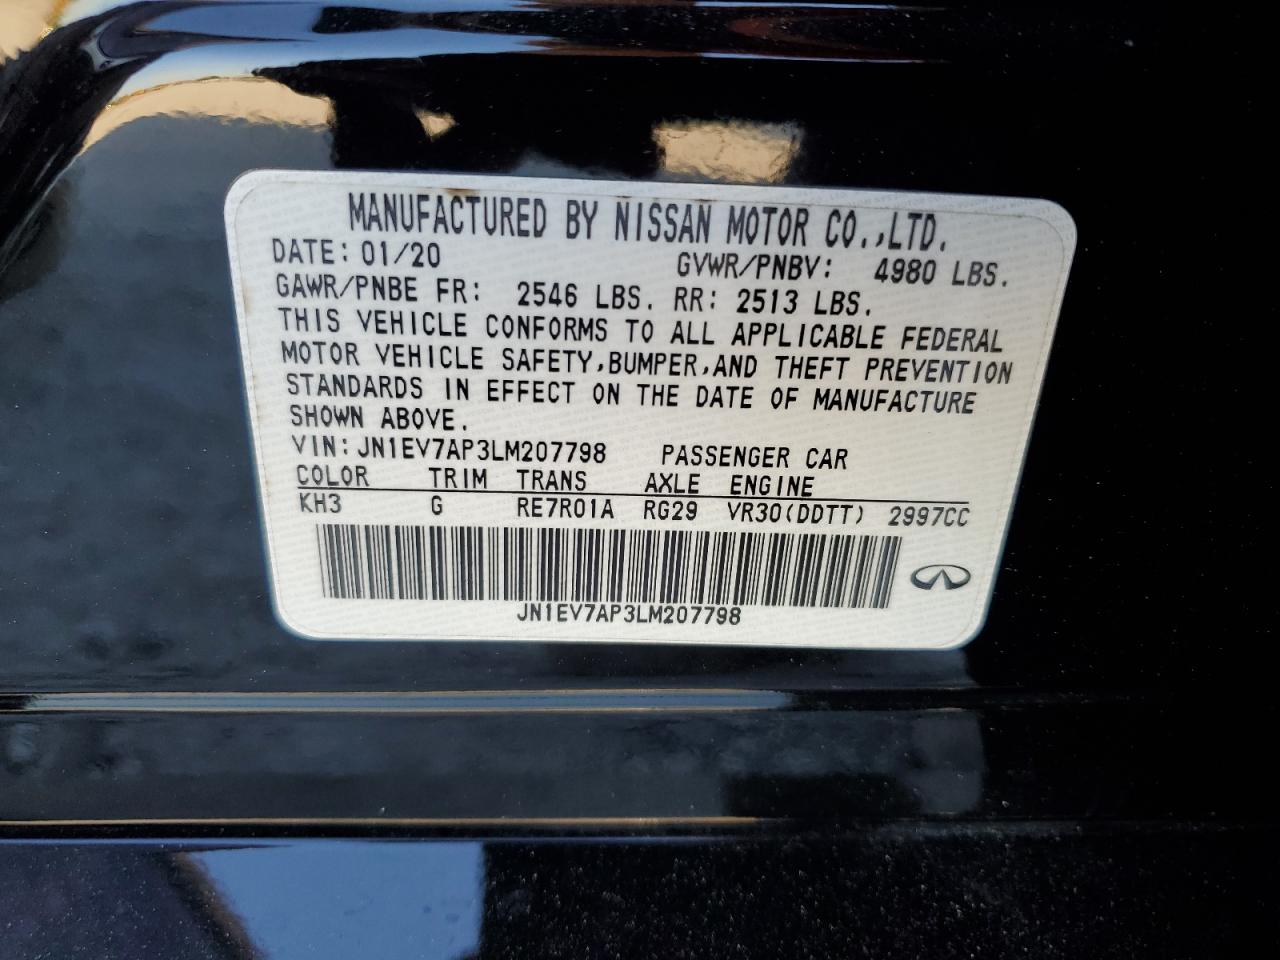 MANUFACTURED BY NISSAN MOTOR CO.,LTD.
DATE: 01/20 GVWR/PNBV: 4980 LBS.
GAWR/PNBE FR: 2546 LBS. RR: 2513 LBS.
THIS VEHICLE CONFORMS TO ALL APPLICABLE FEDERAL
MOTOR VEHICLE SAFETY,BUMPER,AND THEFT PREVENTION
STANDARDS IN EFFECT ON THE DATE OF MANUFACTURE
SHOWN ABOVE.
VIN: JN1EV7AP3LM207798 PASSENGER CAR
COLOR TRIM TRANS AXLE ENGINE
KH3 G RE7R01A RG29 VR30(DDTT) 2997CC
JN1EV7AP3LM207798